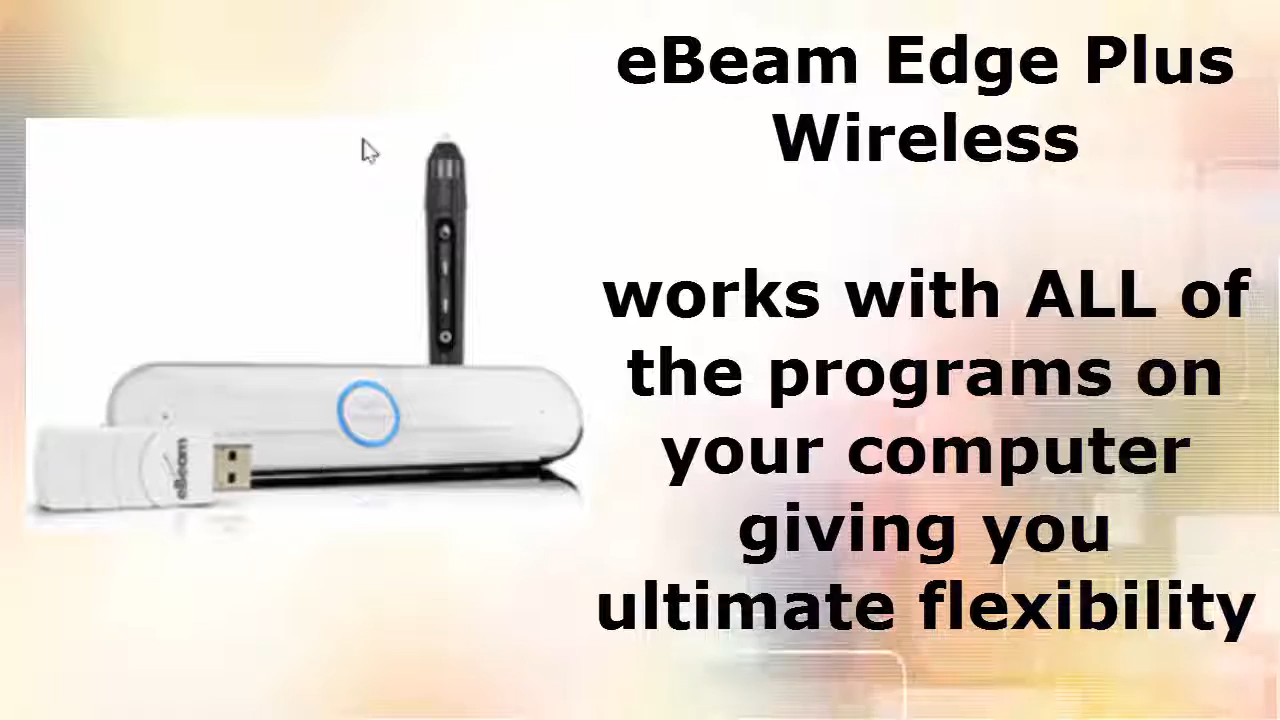 eBeam Edge Plus
Wireless
works with ALL of
the programs on
your computer
giving you
ultimate flexibility
eBeam